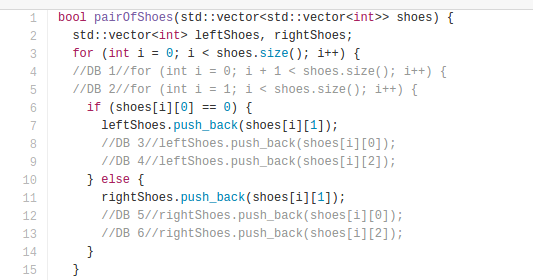 1 bool pairOfShoes(std::vector<std::vector<int>> shoes) {
2   std::vector<int> leftShoes, rightShoes;
3   for (int i = 0; i < shoes.size(); i++) {
4   //DB 1//for (int i = 0; i + 1 < shoes.size(); i++) {
5   //DB 2//for (int i = 1; i < shoes.size(); i++) {
6     if (shoes[i][0] == 0) {
7       leftShoes.push_back(shoes[i][1]);
8       //DB 3//leftShoes.push_back(shoes[i][0]);
9       //DB 4//leftShoes.push_back(shoes[i][2]);
10     } else {
11       rightShoes.push_back(shoes[i][1]);
12       //DB 5//rightShoes.push_back(shoes[i][0]);
13       //DB 6//rightShoes.push_back(shoes[i][2]);
14     }
15   }